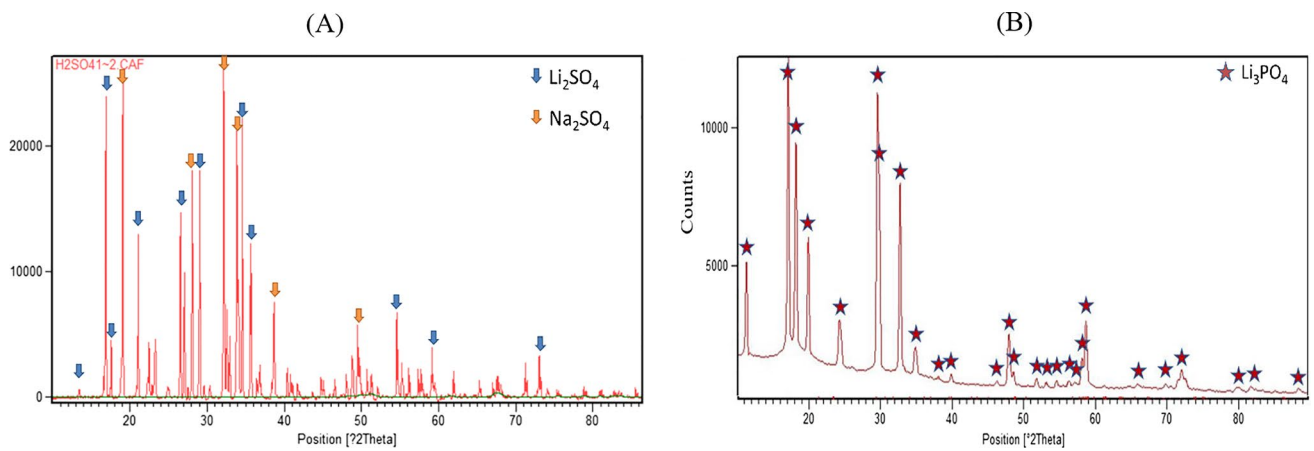 (A)
(B)
H2SO41~2.CAF
Li2SO4
Na2SO4
20000
10000
0
20 30 40 50 60 70 80
Position [?2Theta]
Li3PO4
Counts
10000
5000
20 30 40 50 60 70 80
Position [°2Theta]